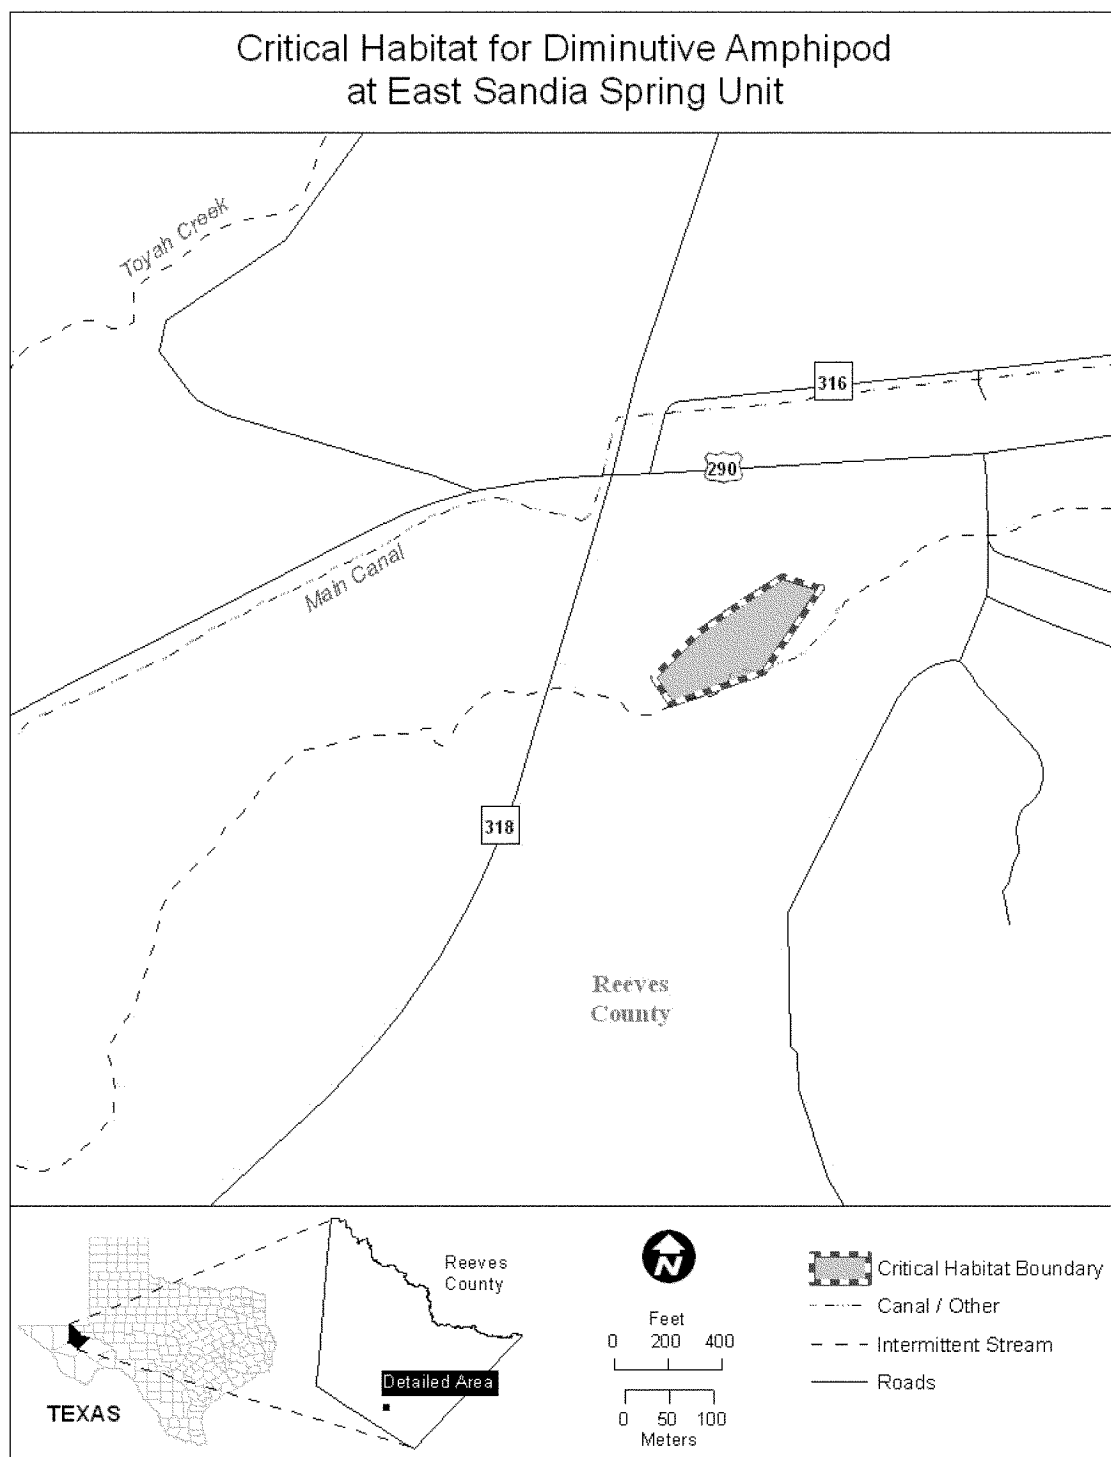 Critical Habitat for Diminutive Amphipod
at East Sandia Spring Unit
Toyah Creek
316
290
Main Canal
318
Reeves
County
TEXAS
Reeves
County
Detailed Area
N
Feet
0 200 400
0 50 100
Meters
Critical Habitat Boundary
Canal / Other
Intermittent Stream
Roads